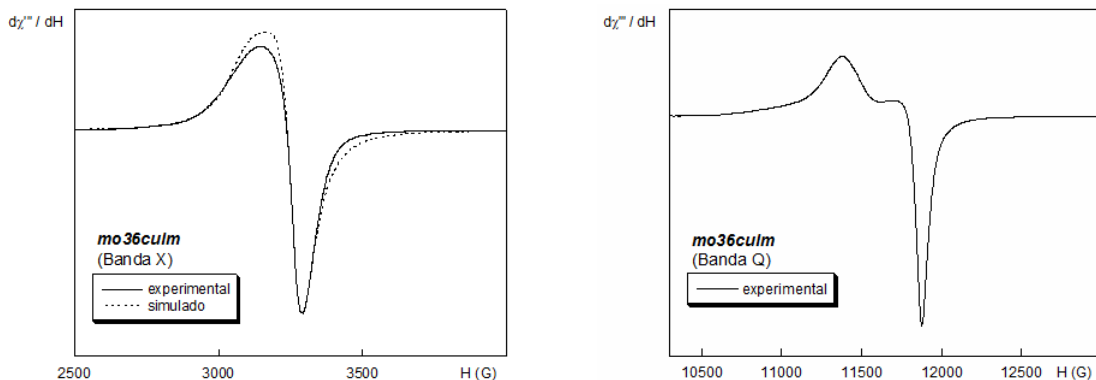 dχ''' / dH
mo36culm
(Banda X)
experimental
simulado
2500 3000 3500 H (G)
dχ''' / dH
mo36culm
(Banda Q)
experimental
10500 11000 11500 12000 12500 H (G)